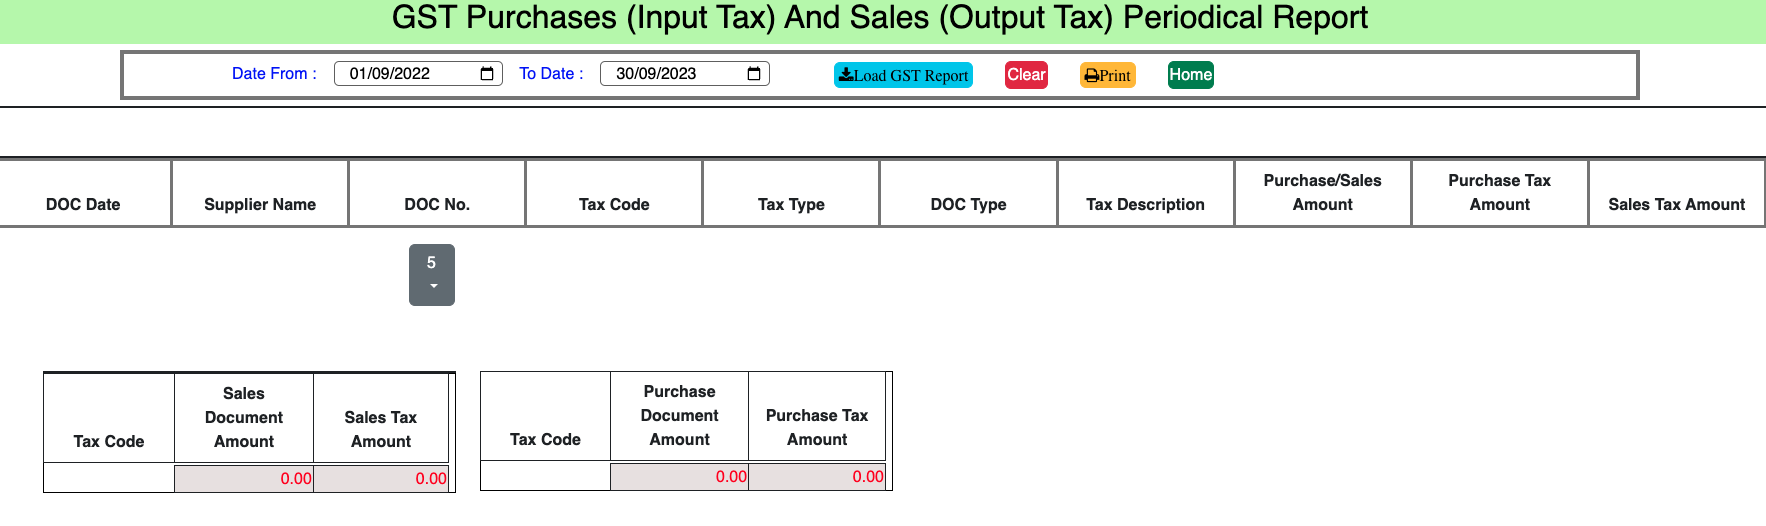 GST Purchases (Input Tax) And Sales (Output Tax) Periodical Report
Date From : 01/09/2022 To Date : 30/09/2023 Load GST Report Clear Print Home
DOC Date
Supplier Name
DOC No.
Tax Code
Tax Type
DOC Type
Tax Description
Purchase/Sales
Amount
Purchase Tax
Amount
Sales Tax Amount
5
Tax Code
Sales
Document
Amount
Sales Tax
Amount
0.00 0.00
Tax Code
Purchase
Document
Amount
Purchase Tax
Amount
0.00 0.00